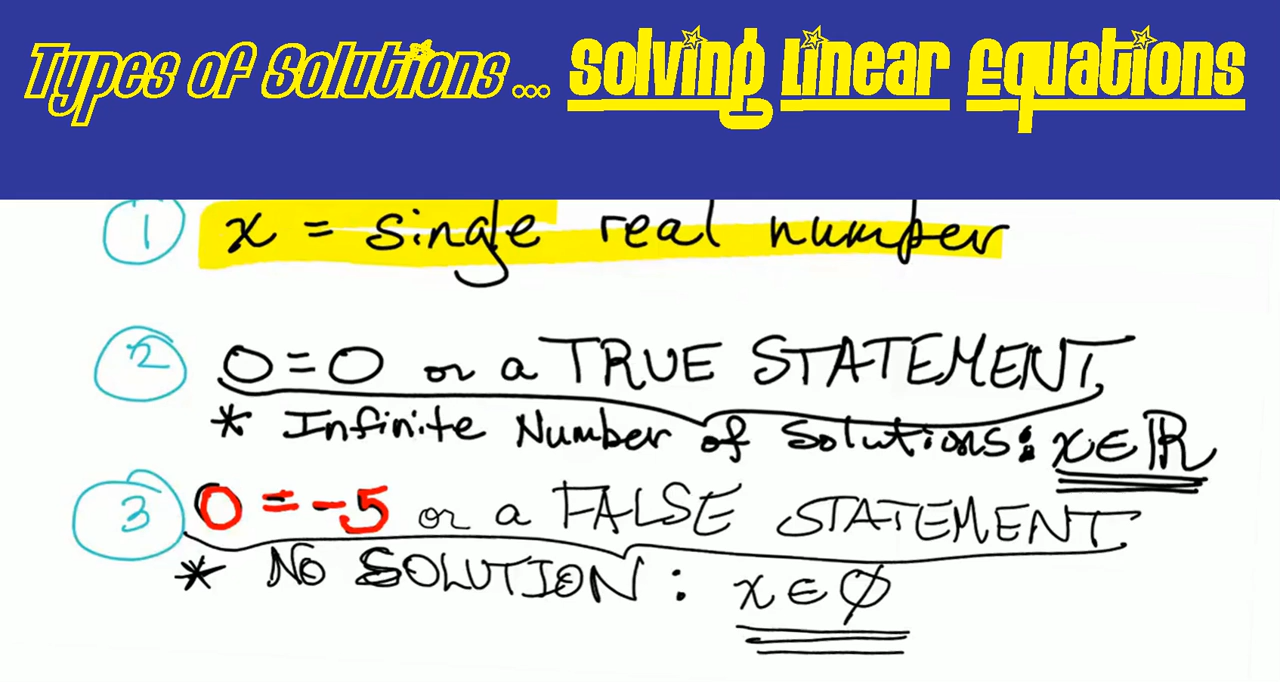 Types of Solutions... Solving Linear Equations
1 x = single real number
2 0=0 or a TRUE STATEMENT
* Infinite Number of Solutions: x∈ℝ
3 0=-5 or a FALSE STATEMENT
* NO SOLUTION: x∈∅